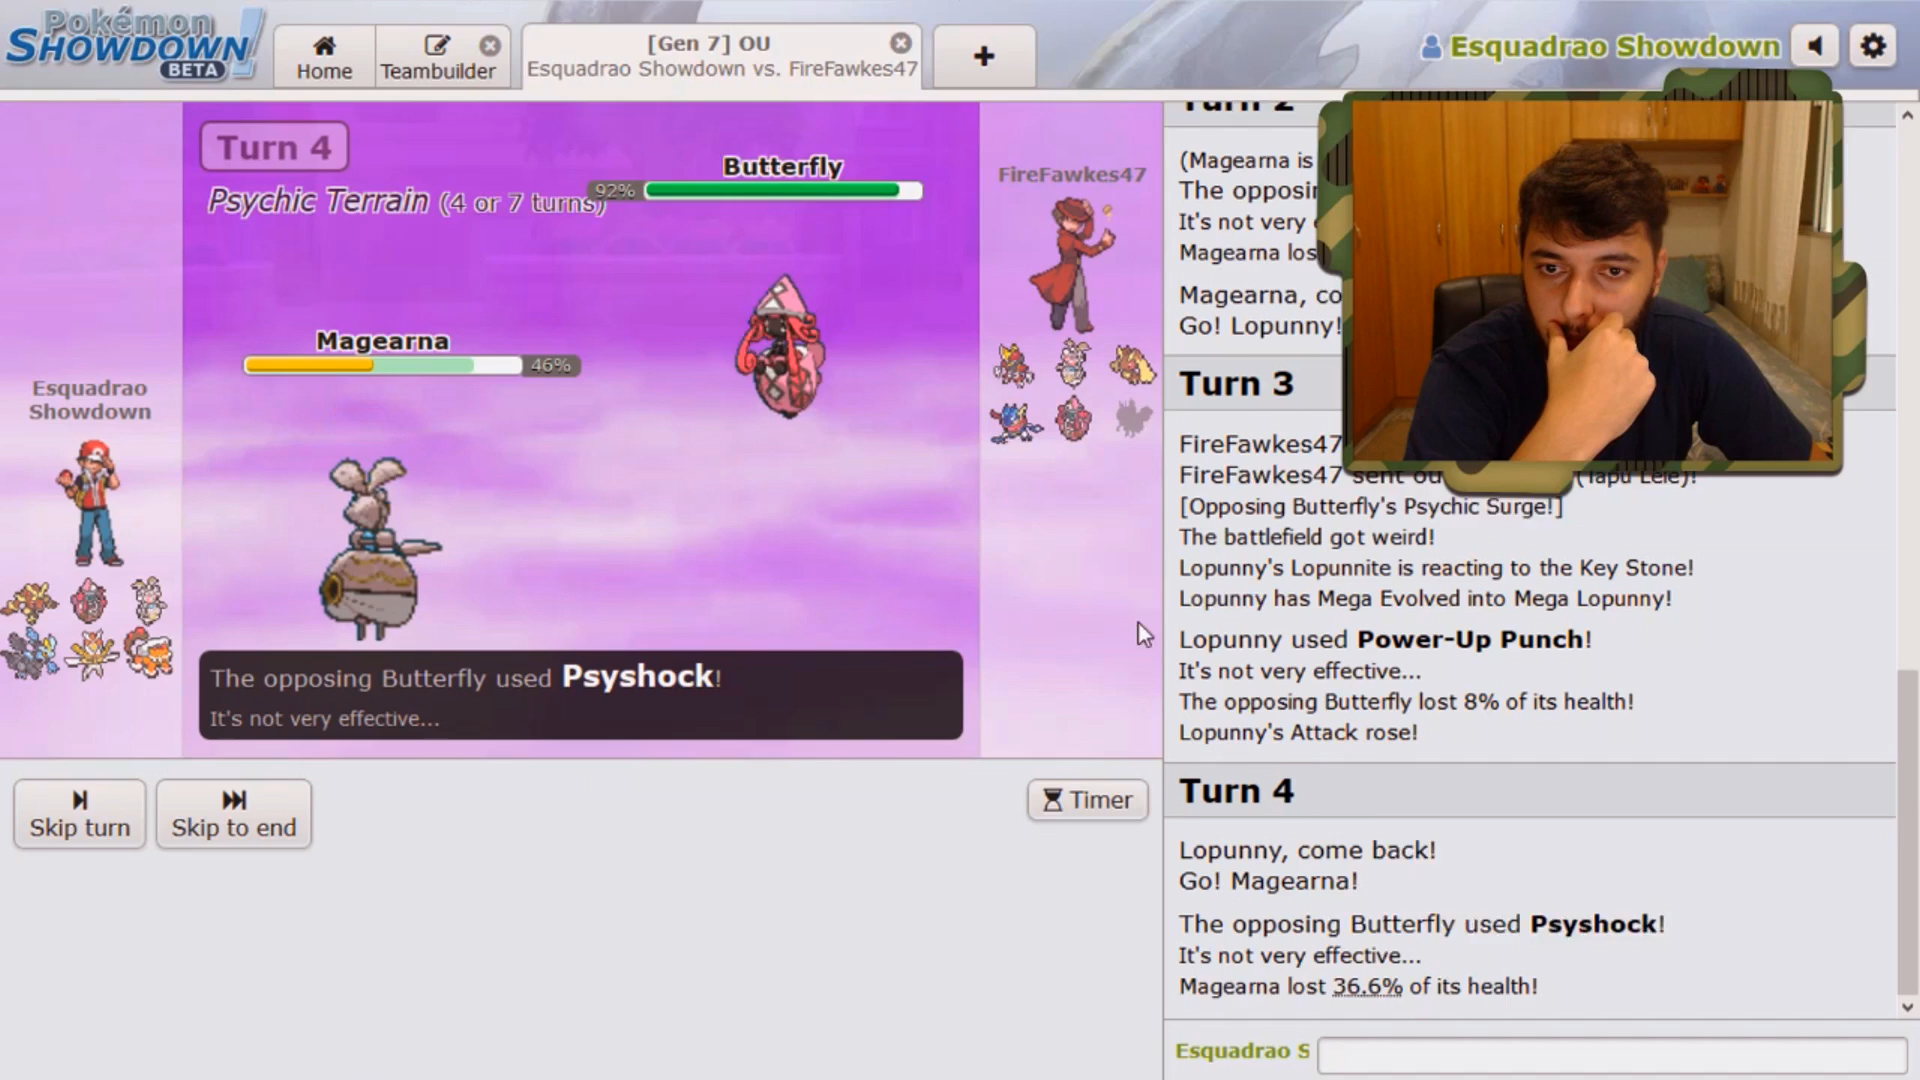 Pokémon
SHOWDOWN!
BETA
Home
Teambuilder
[Gen 7] OU
Esquadrao Showdown vs. FireFawkes47
Esquadrao Showdown
Turn 4
Psychic Terrain (4 or 7 turns)
Butterfly
92%
Magearna
46%
Esquadrao
Showdown
FireFawkes47
The opposing Butterfly used Psyshock!
It's not very effective...
Skip turn
Skip to end
Timer
Turn 2
(Magearna is
The
It's not very
Magearna
Magearna,
Go! Lopunny!
Turn 3
FireFawkes47
FireFawkes47 sent (Tapu Lele)!
[Opposing Butterfly's Psychic Surge!]
The battlefield got weird!
Lopunny's Lopunnite is reacting to the Key Stone!
Lopunny has Mega Evolved into Mega Lopunny!
Lopunny used Power-Up Punch!
It's not very effective...
The opposing Butterfly lost 8% of its health!
Lopunny's Attack rose!
Turn 4
Lopunny, come back!
Go! Magearna!
The opposing Butterfly used Psyshock!
It's not very effective...
Magearna lost 36.6% of its health!
Esquadrao S